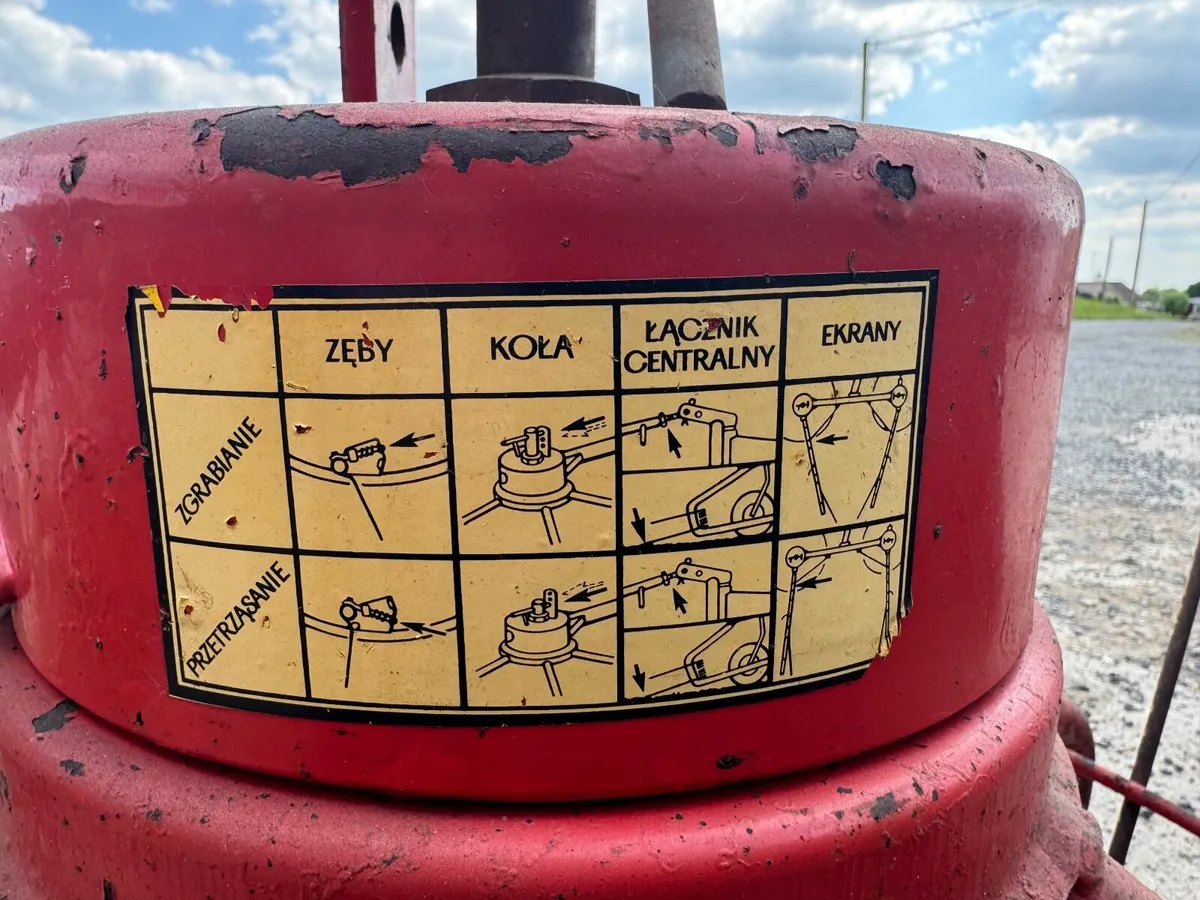 ZĘBY
KOŁA
ŁĄCZNIK
CENTRALNY
EKRANY
ZGRABIANIE
PRZETRZĄSANIE